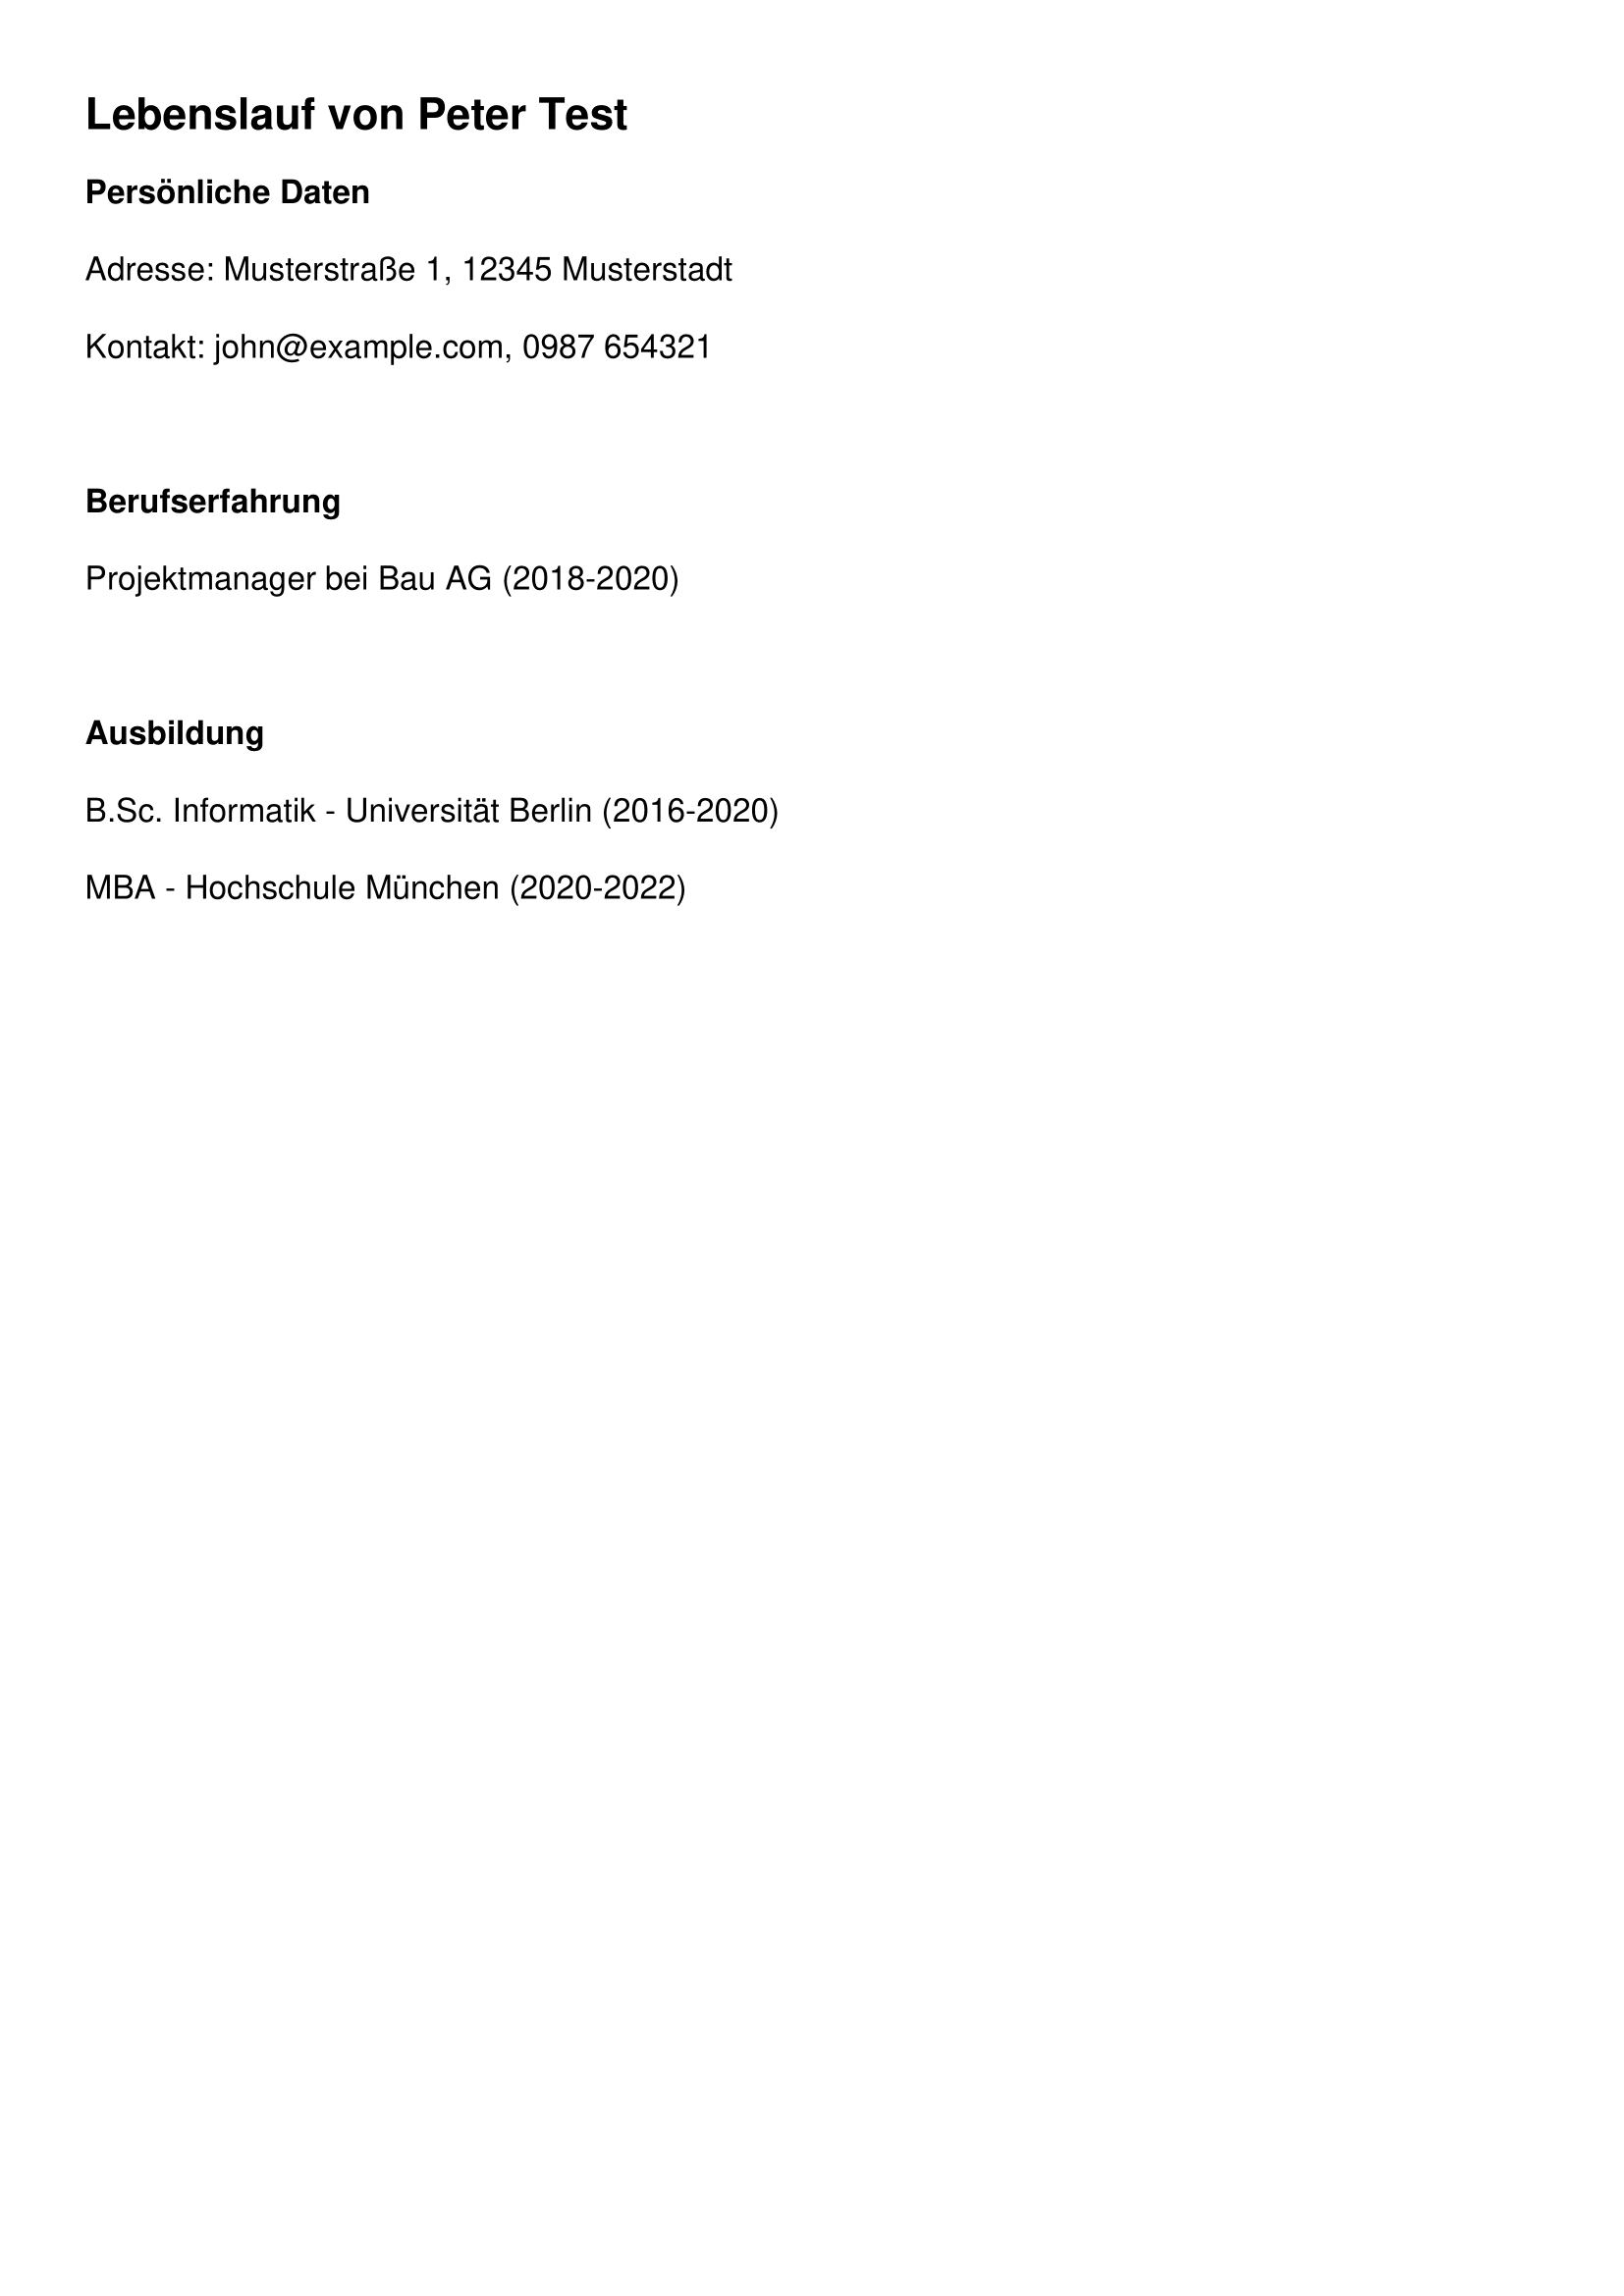 Lebenslauf von Peter Test
Persönliche Daten
Adresse: Musterstraße 1, 12345 Musterstadt
Kontakt: john@example.com, 0987 654321
Berufserfahrung
Projektmanager bei Bau AG (2018-2020)
Ausbildung
B.Sc. Informatik - Universität Berlin (2016-2020)
MBA - Hochschule München (2020-2022)